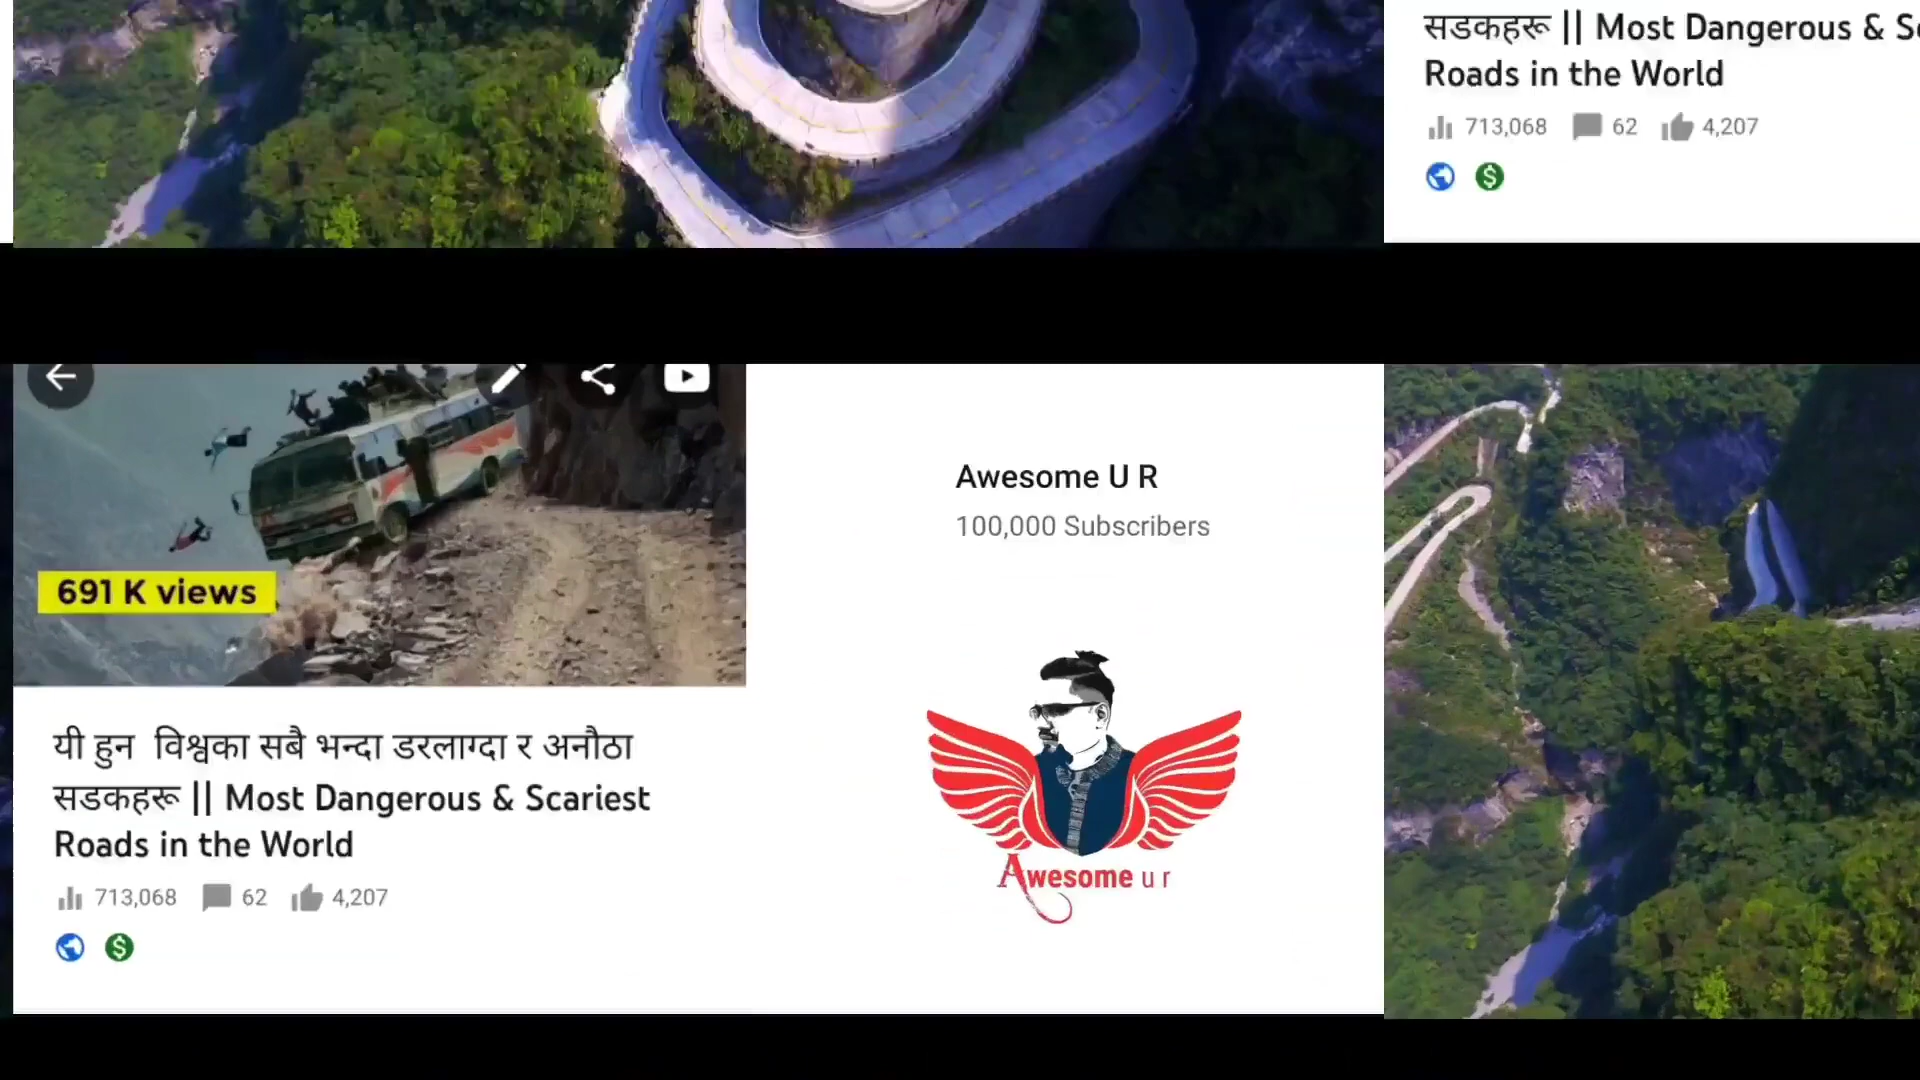 सडकहरू || Most Dangerous & S
Roads in the World
713,068 62 4,207
691 K views
यी हुन विश्वका सबै भन्दा डरलाग्दा र अनौठा
सडकहरू || Most Dangerous & Scariest
Roads in the World
713,068 62 4,207
Awesome U R
100,000 Subscribers
Awesome u r